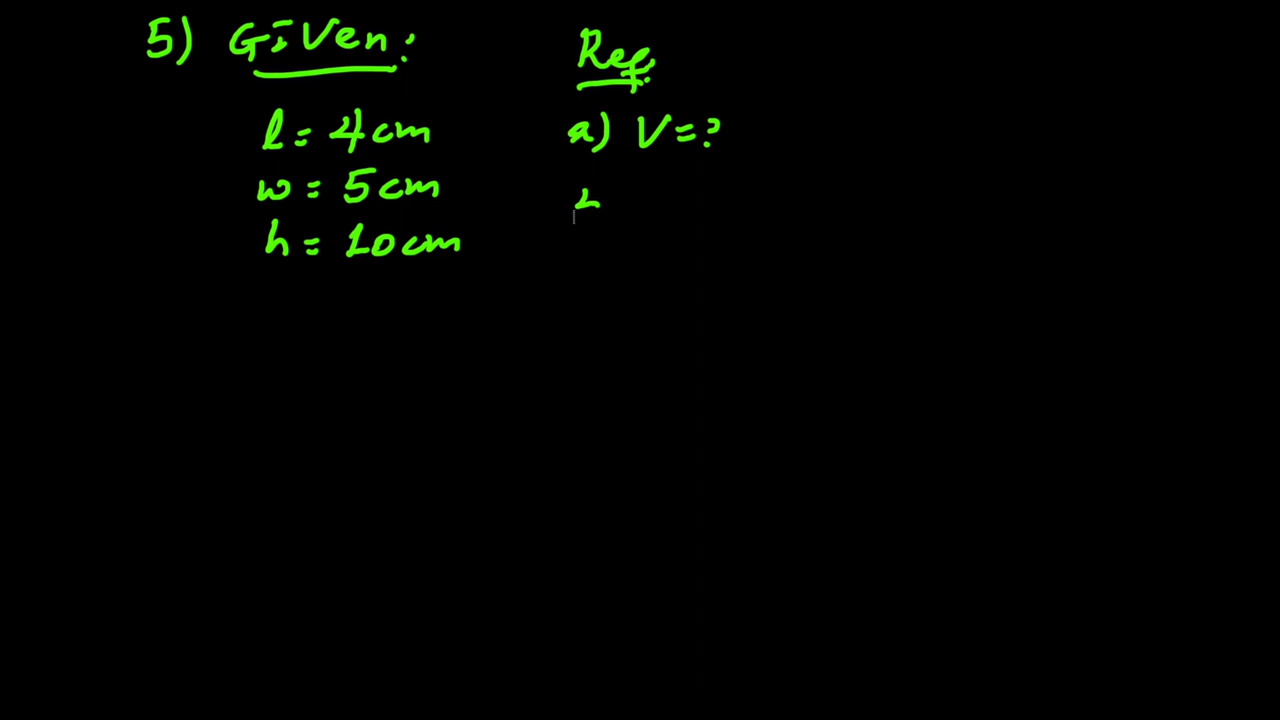 5) Given:
Req.
l = 4cm
a) V = ?
w = 5cm
h = 10cm